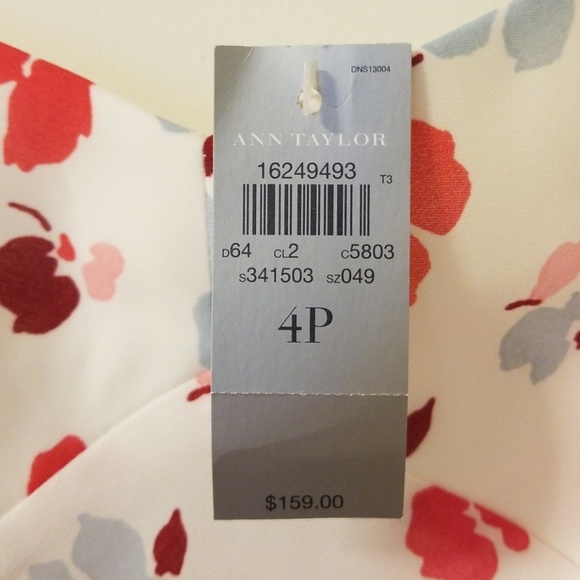 DNS13004
ANN TAYLOR
16249493
T3
D64 CL2 C5803
S341503 SZ049
4P
$159.00